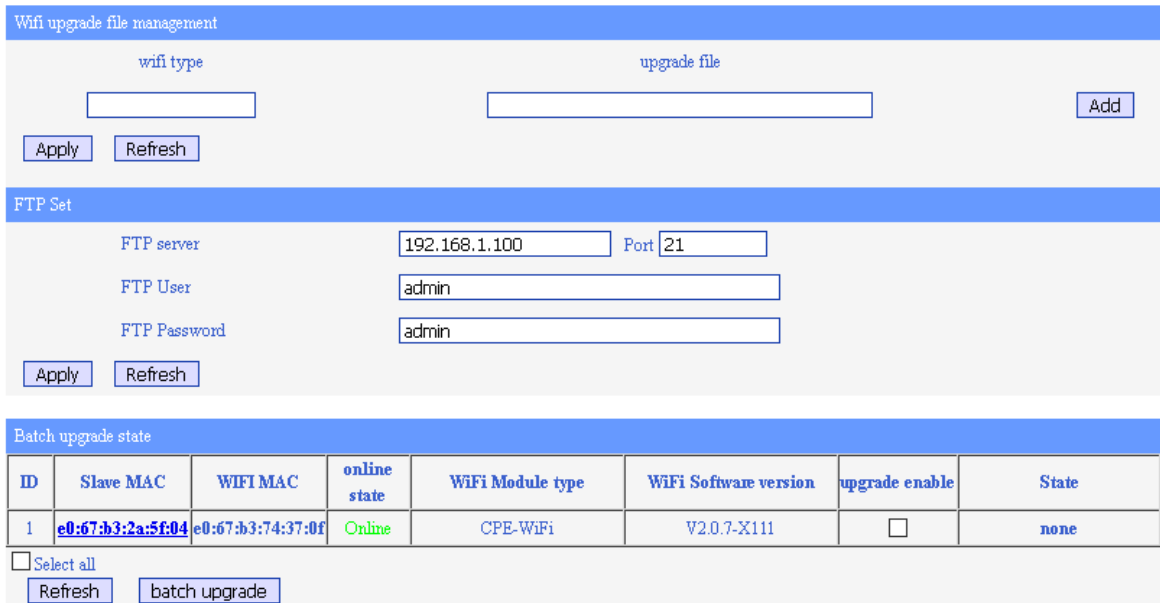 Wifi upgrade file management
wifi type upgrade file
Add
Apply Refresh
FTP Set
FTP server 192.168.1.100 Port 21
FTP User admin
FTP Password admin
Apply Refresh
Batch upgrade state
ID Slave MAC WIFI MAC online state WiFi Module type WiFi Software version upgrade enable State
1 e0:67:b3:2a:5f:04 e0:67:b3:74:37:0f Online CPE-WiFi V2.0.7-X111 none
Select all
Refresh batch upgrade